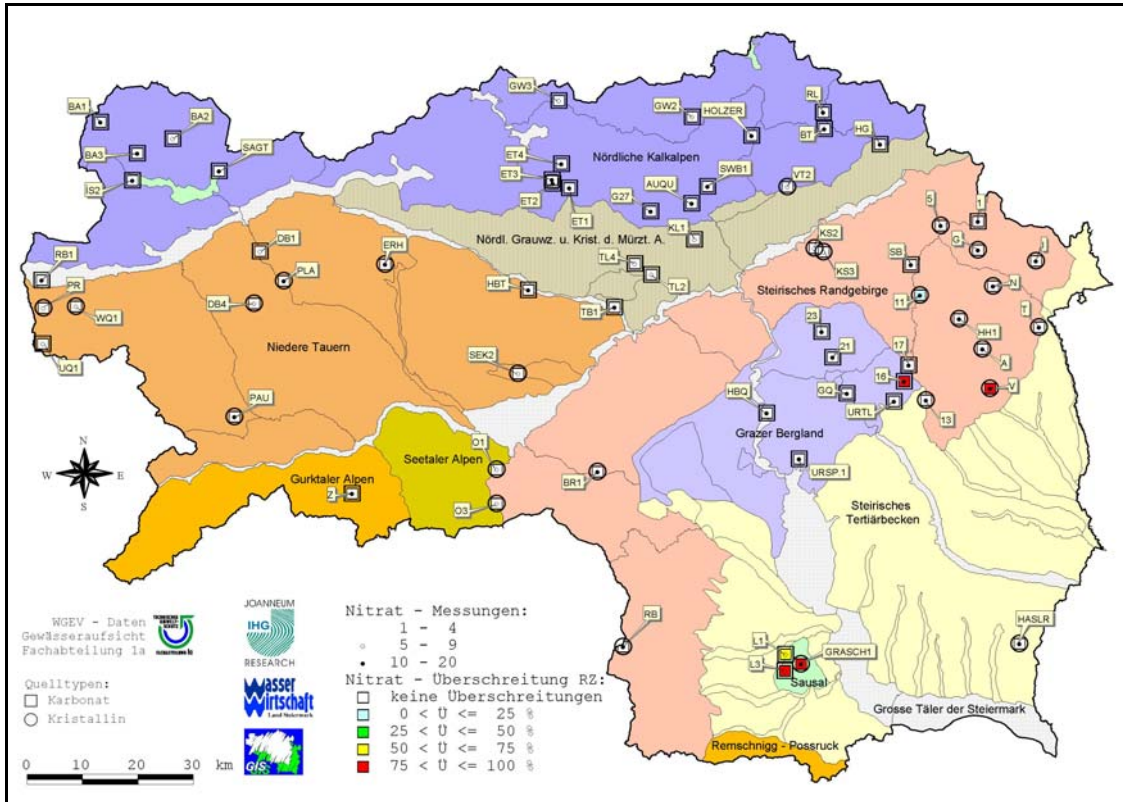 GW3
BA1
BA2
GW2
HOLZER
RL
BT
HG
BA3
SAGT
ET4
Nördliche Kalkalpen
IS2
ET3
ET2
ET1
AUQU
SWB1
VT2
G27
KL1
5
1
DB1
ERH
Nördl. Grauwz. u. Krist. d. Mürzt. A.
KS2
KS3
G
SB
RB1
PLA
TL4
TL2
HBT
Steirisches Randgebirge
N
PR
WQ1
DB4
TB1
11
T
UQ1
Niedere Tauern
23
21
17
HH1
A
SEK2
16
V
PAU
HBQ
GQ
URTL
13
Grazer Bergland
N
W E
S
O1
Seetaler Alpen
Gurktaler Alpen
Z
O3
BR1
URSP.1
Steirisches
Tertiärbecken
WGEV - Daten
Gewässeraufsicht
Fachabteilung 1a
JOANNEUM
IHG
RESEARCH
Wasser
Wirtschaft
Land Steiermark
GIS
Quelltypen:
Karbonat
Kristallin
0 10 20 30 km
Nitrat - Messungen:
1 - 4
5 - 9
10 - 20
Nitrat - Überschreitung RZ:
keine Überschreitungen
0 < Ü <= 25 %
25 < Ü <= 50 %
50 < Ü <= 75 %
75 < Ü <= 100 %
RB
L1
L3
GRASCH1
Sausal
HASLR
Grosse Täler der Steiermark
Remschnigg - Possruck